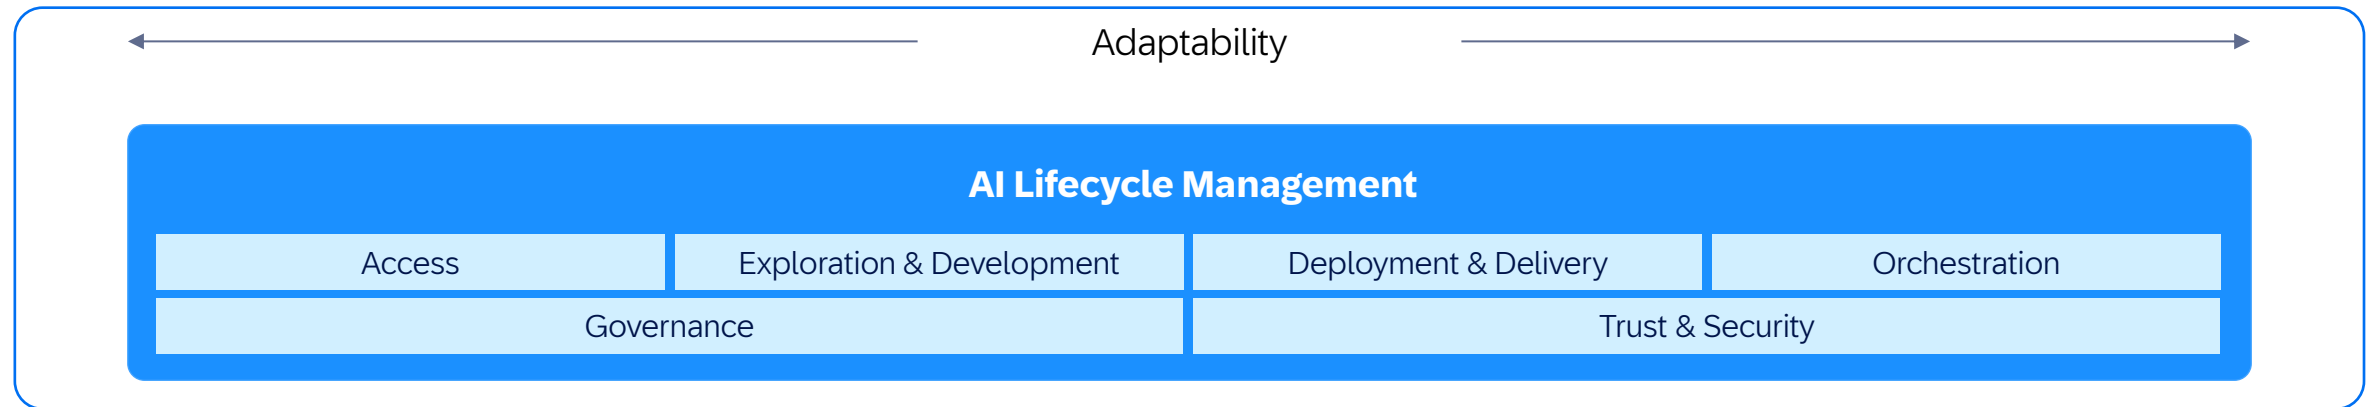 Adaptability
AI Lifecycle Management
Access
Exploration & Development
Deployment & Delivery
Orchestration
Governance
Trust & Security